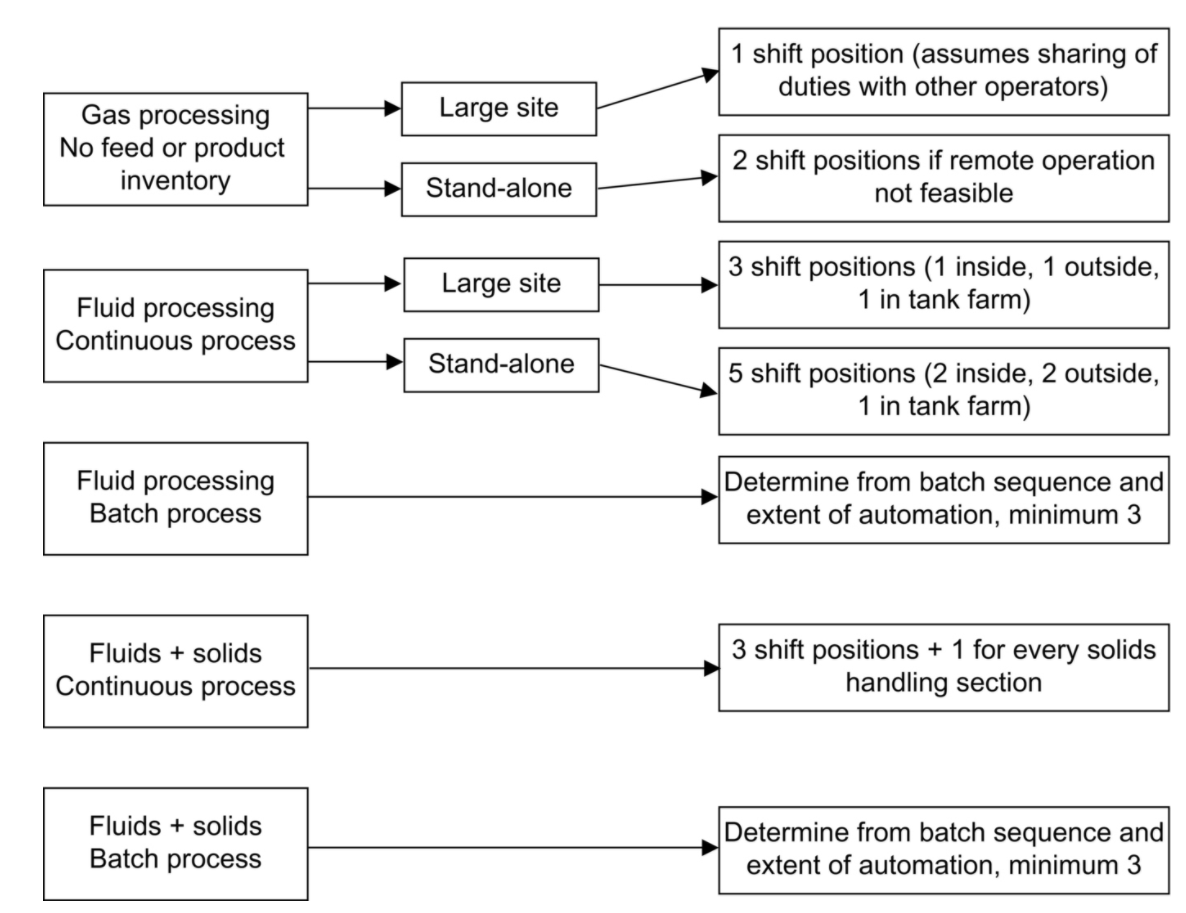 Gas processing
No feed or product
inventory
Large site
1 shift position (assumes sharing of
duties with other operators)
Stand-alone
2 shift positions if remote operation
not feasible
Fluid processing
Continuous process
Large site
3 shift positions (1 inside, 1 outside,
1 in tank farm)
Stand-alone
5 shift positions (2 inside, 2 outside,
1 in tank farm)
Fluid processing
Batch process
Determine from batch sequence and
extent of automation, minimum 3
Fluids + solids
Continuous process
3 shift positions + 1 for every solids
handling section
Fluids + solids
Batch process
Determine from batch sequence and
extent of automation, minimum 3